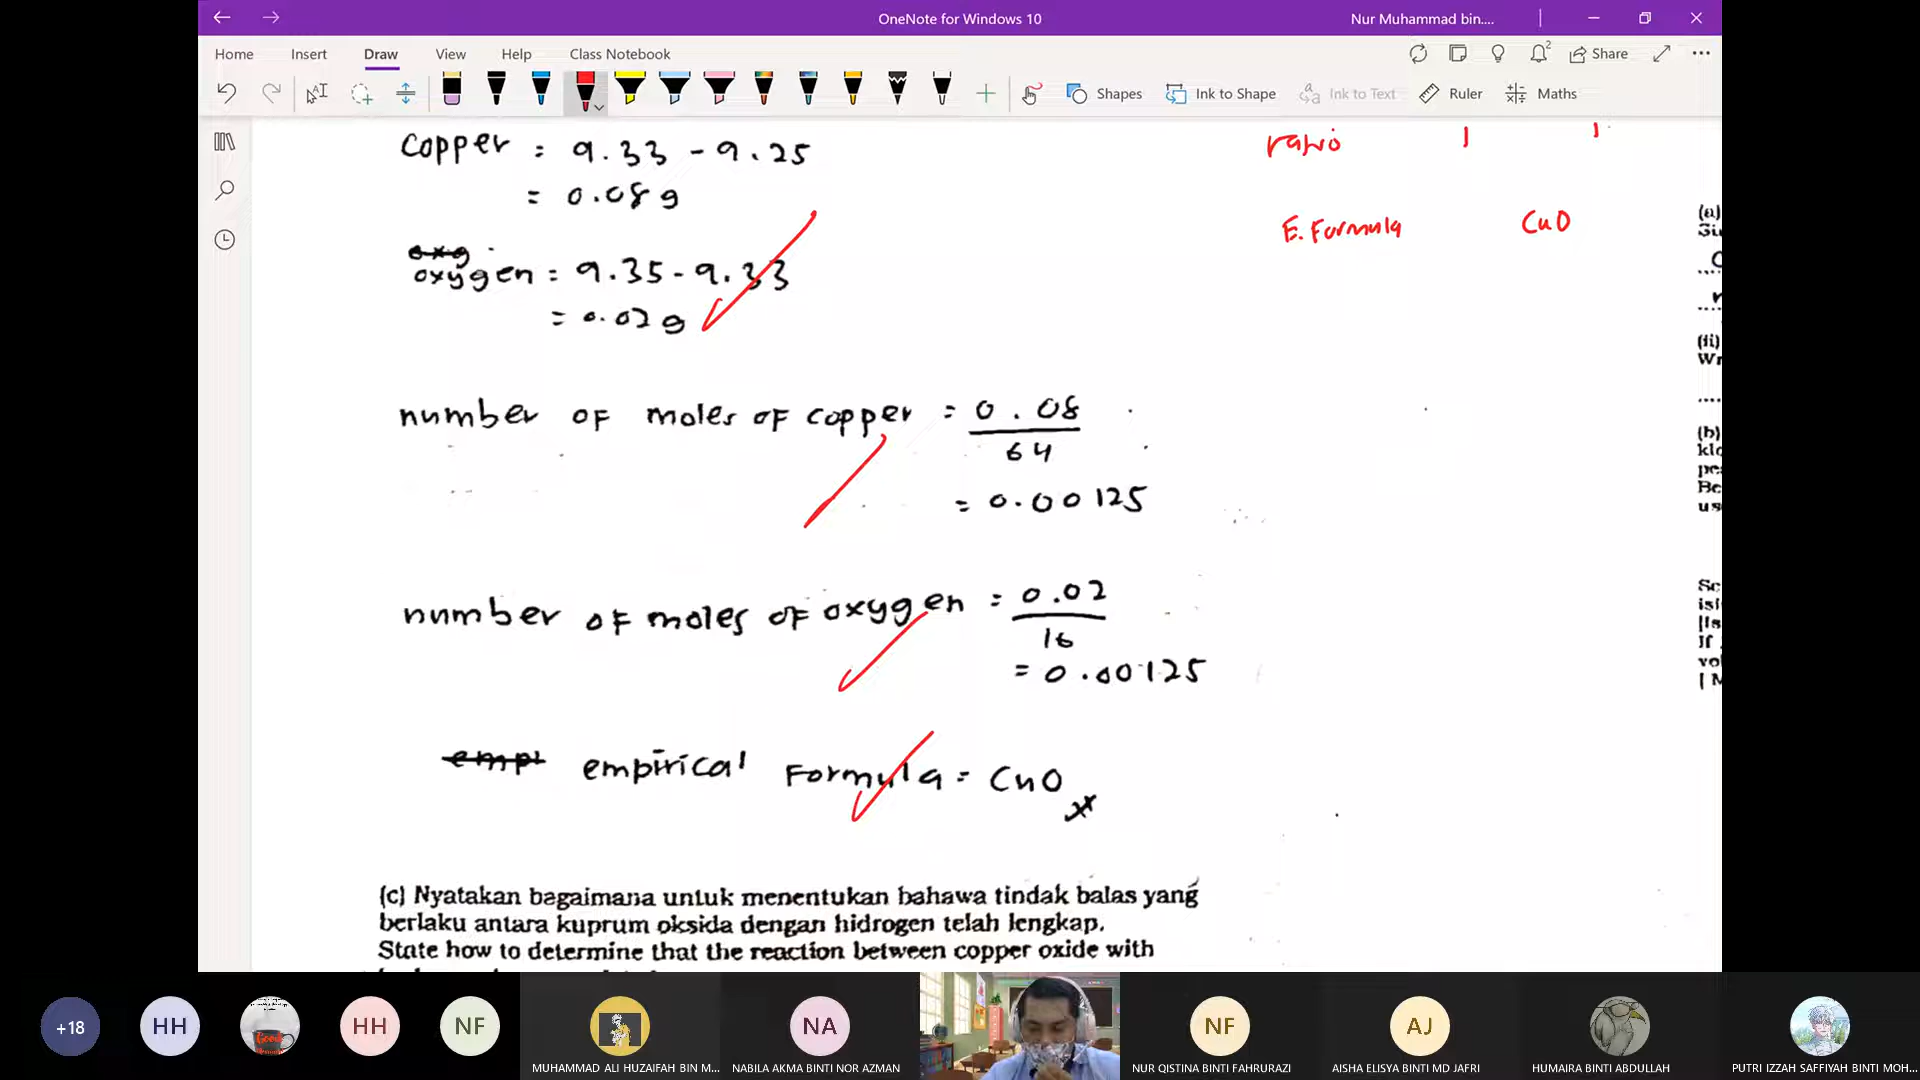 OneNote for Windows 10
Nur Muhammad bin....
Home Insert Draw View Help Class Notebook
2 Share
Shapes Ink to Shape Ink to Text Ruler Maths
copper = 9.33 - 9.25
= 0.08 g
oxg
oxygen = 9.35 - 9.33
= 0.02 g
number of moles of copper = 0.08
64
= 0.00125
number of moles of oxygen = 0.02
16
= 0.00125
empi empirical Formula = CuO
(c) Nyatakan bagaimana untuk menentukan bahawa tindak balas yang
berlaku antara kuprum oksida dengan hidrogen telah lengkap.
State how to determine that the reaction between copper oxide with
ratio 1 1
E. Formula CuO
(a)
(ii)
(b)
+18
HH
HH
NF
MUHAMMAD ALI HUZAIFAH BIN M...
NA
NABILA AKMA BINTI NOR AZMAN
NF
NUR QISTINA BINTI FAHRURAZI
AJ
AISHA ELISYA BINTI MD JAFRI
HUMAIRA BINTI ABDULLAH
PUTRI IZZAH SAFFIYAH BINTI MOH...